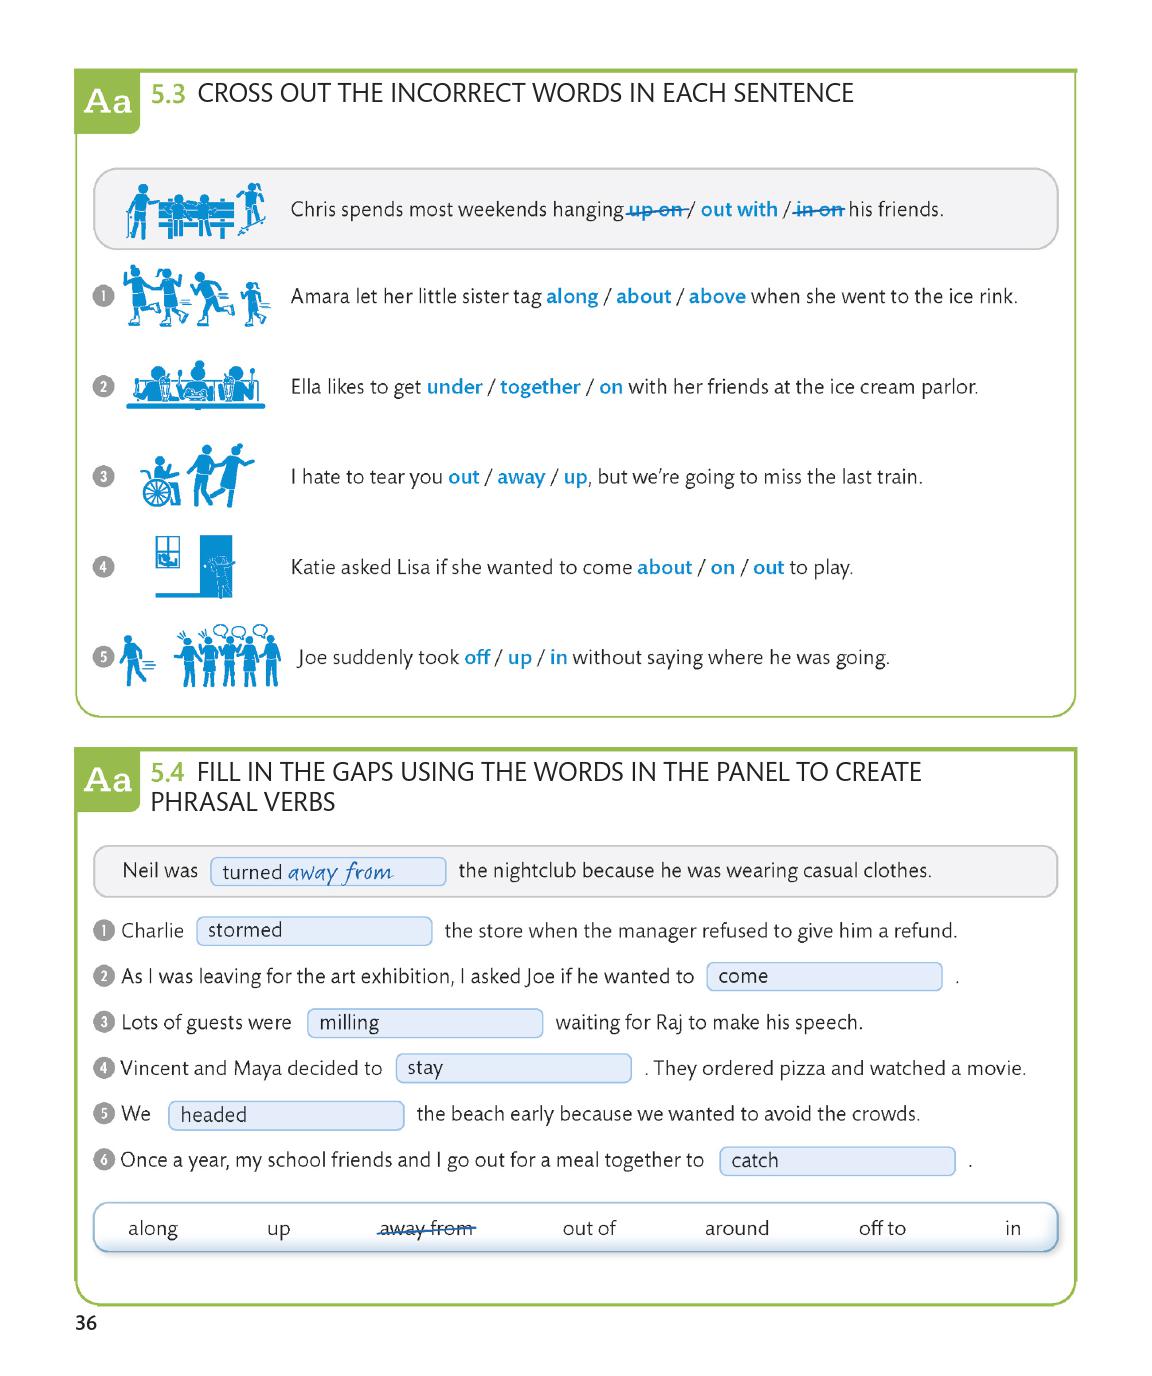 Aa 5.3 CROSS OUT THE INCORRECT WORDS IN EACH SENTENCE
Chris spends most weekends hanging up on / out with / in on his friends.
1 Amara let her little sister tag along / about / above when she went to the ice rink.
2 Ella likes to get under / together / on with her friends at the ice cream parlor.
3 I hate to tear you out / away / up, but we're going to miss the last train.
4 Katie asked Lisa if she wanted to come about / on / out to play.
5 Joe suddenly took off / up / in without saying where he was going.
Aa 5.4 FILL IN THE GAPS USING THE WORDS IN THE PANEL TO CREATE
PHRASAL VERBS
Neil was turned away from the nightclub because he was wearing casual clothes.
1 Charlie stormed the store when the manager refused to give him a refund.
2 As I was leaving for the art exhibition, I asked Joe if he wanted to come .
3 Lots of guests were milling waiting for Raj to make his speech.
4 Vincent and Maya decided to stay . They ordered pizza and watched a movie.
5 We headed the beach early because we wanted to avoid the crowds.
6 Once a year, my school friends and I go out for a meal together to catch .
along up away from out of around off to in
36